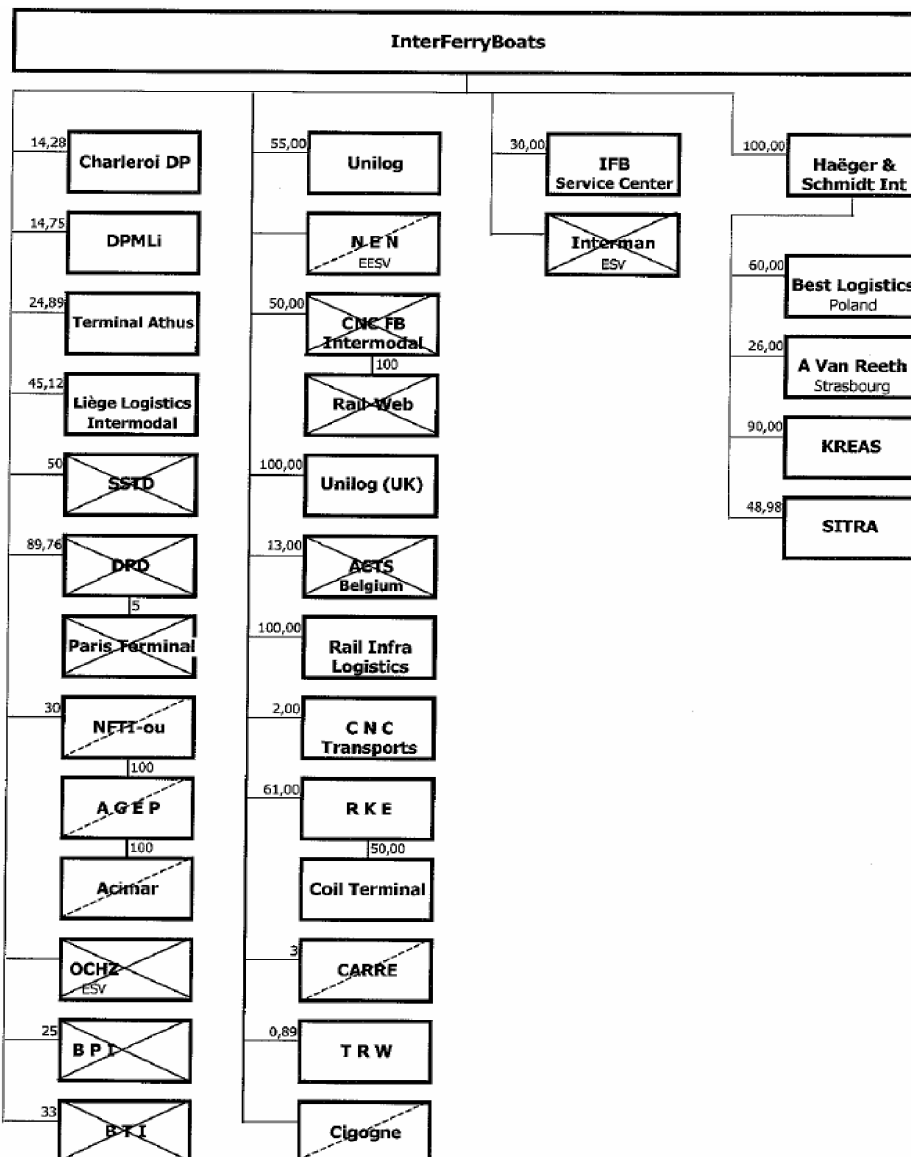 InterFerryBoats
14,28
Charleroi DP
14,75
DPMLi
24,89
Terminal Athus
45,12
Liège Logistics
Intermodal
50
SSTD
89,76
DPD
5
Paris Terminal
30
NFTI-ou
100
A G E P
100
Acimar
OCHZ
ESV
25
B P I
33
B T I
55,00
Unilog
N E N
EESV
50,00
CNC FB
Intermodal
100
Rail-Web
100,00
Unilog (UK)
13,00
ACTS
Belgium
100,00
Rail Infra
Logistics
2,00
C N C
Transports
61,00
R K E
50,00
Coil Terminal
3
CARRE
0,89
T R W
Cigogne
30,00
IFB
Service Center
Interman
ESV
100,00
Haëger &
Schmidt Int
60,00
Best Logistics
Poland
26,00
A Van Reeth
Strasbourg
90,00
KREAS
48,98
SITRA